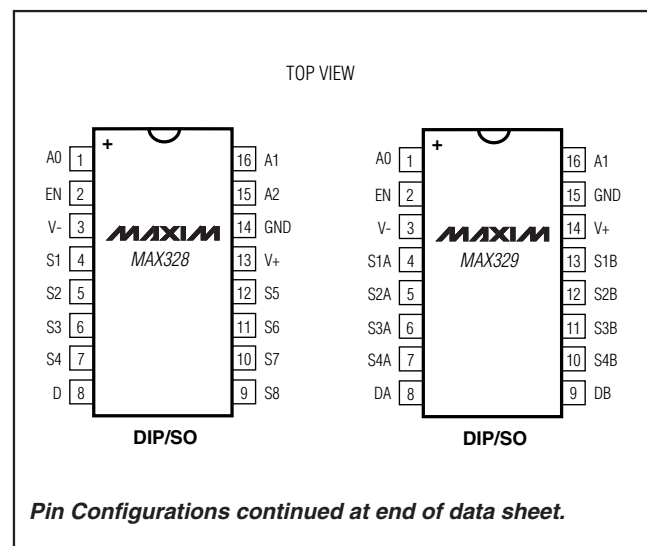 TOP VIEW
+
A0 1
EN 2
V- 3
S1 4
S2 5
S3 6
S4 7
D 8
16 A1
15 A2
14 GND
13 V+
12 S5
11 S6
10 S7
9 S8
MAXIM
MAX328
DIP/SO
+
A0 1
EN 2
V- 3
S1A 4
S2A 5
S3A 6
S4A 7
DA 8
16 A1
15 GND
14 V+
13 S1B
12 S2B
11 S3B
10 S4B
9 DB
MAXIM
MAX329
DIP/SO
Pin Configurations continued at end of data sheet.